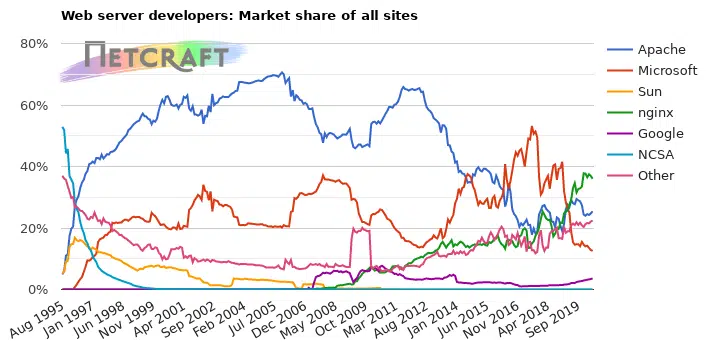 Web server developers: Market share of all sites
NETCRAFT
80%
60%
40%
20%
0%
Apache
Microsoft
Sun
nginx
Google
NCSA
Other
Aug 1995
Jan 1997
Jun 1998
Nov 1999
Apr 2001
Sep 2002
Feb 2004
Jul 2005
Dec 2006
May 2008
Oct 2009
Mar 2011
Aug 2012
Jan 2014
Jun 2015
Nov 2016
Apr 2018
Sep 2019